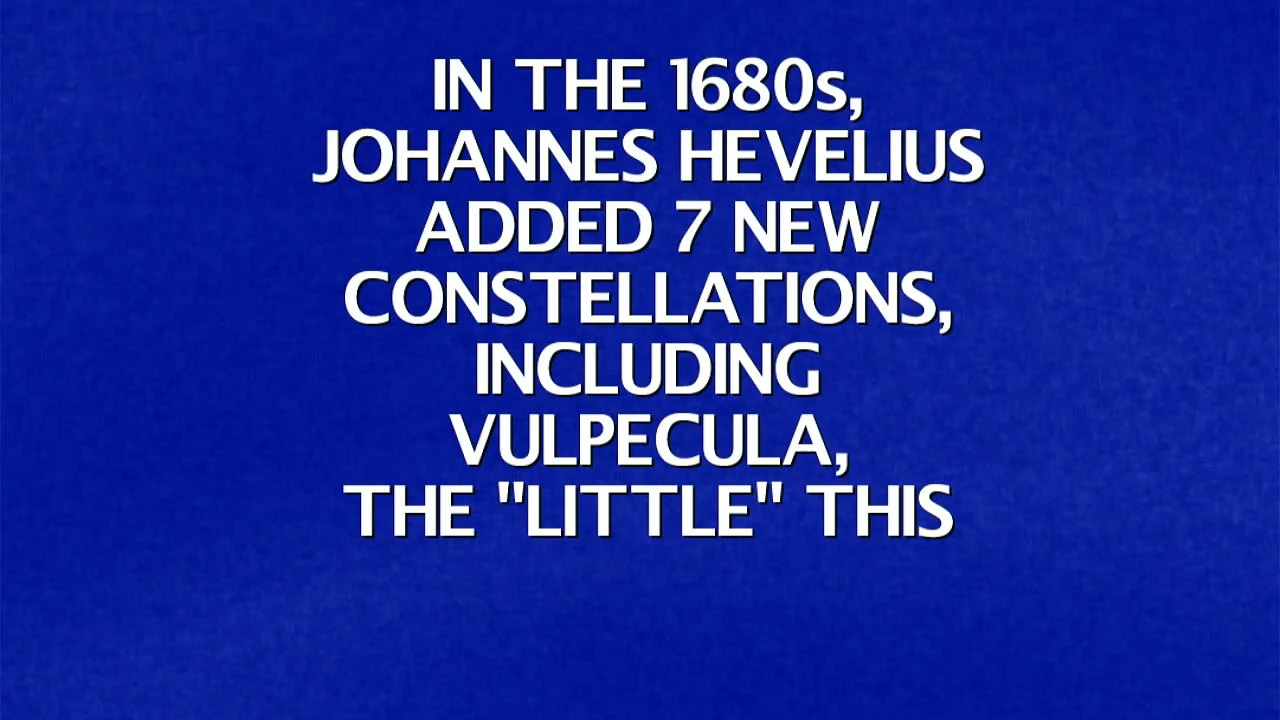 IN THE 1680s,
JOHANNES HEVELIUS
ADDED 7 NEW
CONSTELLATIONS,
INCLUDING
VULPECULA,
THE "LITTLE" THIS